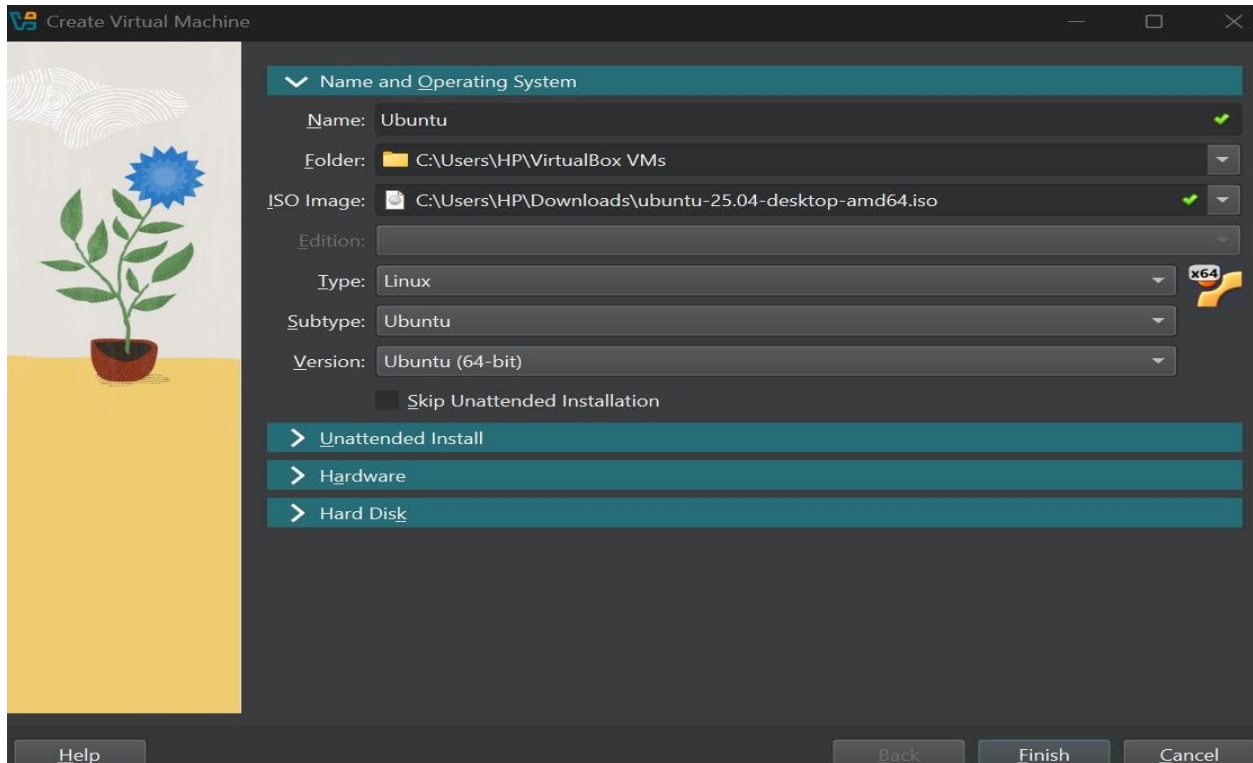 Create Virtual Machine
Name and Operating System
Name: Ubuntu
Folder: C:\Users\HP\VirtualBox VMs
ISO Image: C:\Users\HP\Downloads\ubuntu-25.04-desktop-amd64.iso
Edition:
Type: Linux
x64
Subtype: Ubuntu
Version: Ubuntu (64-bit)
Skip Unattended Installation
Unattended Install
Hardware
Hard Disk
Help Back Finish Cancel